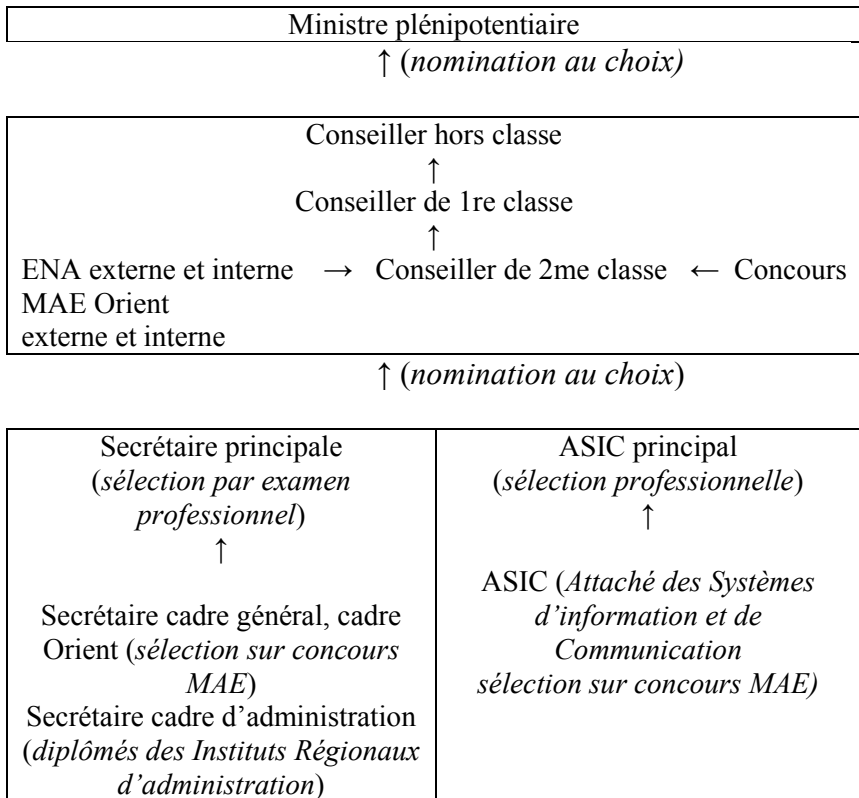 Ministre plénipotentiaire
↑ (nomination au choix)
Conseiller hors classe
↑
Conseiller de 1re classe
↑
ENA externe et interne → Conseiller de 2me classe ← Concours
MAE Orient
externe et interne
↑ (nomination au choix)
Secrétaire principale
(sélection par examen
professionnel)
↑
Secrétaire cadre général, cadre
Orient (sélection sur concours
MAE)
Secrétaire cadre d’administration
(diplômés des Instituts Régionaux
d’administration)
ASIC principal
(sélection professionnelle)
↑
ASIC (Attaché des Systèmes
d’information et de
Communication
sélection sur concours MAE)